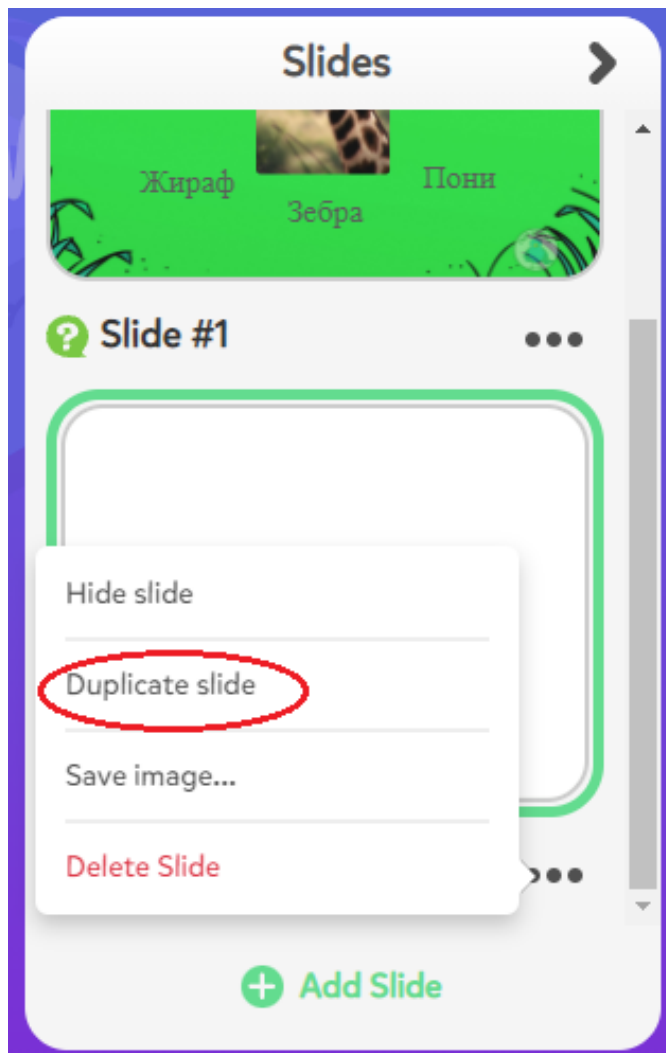 Slides
Жираф
Пони
Зебра
Slide #1
Hide slide
Duplicate slide
Save image...
Delete Slide
Add Slide